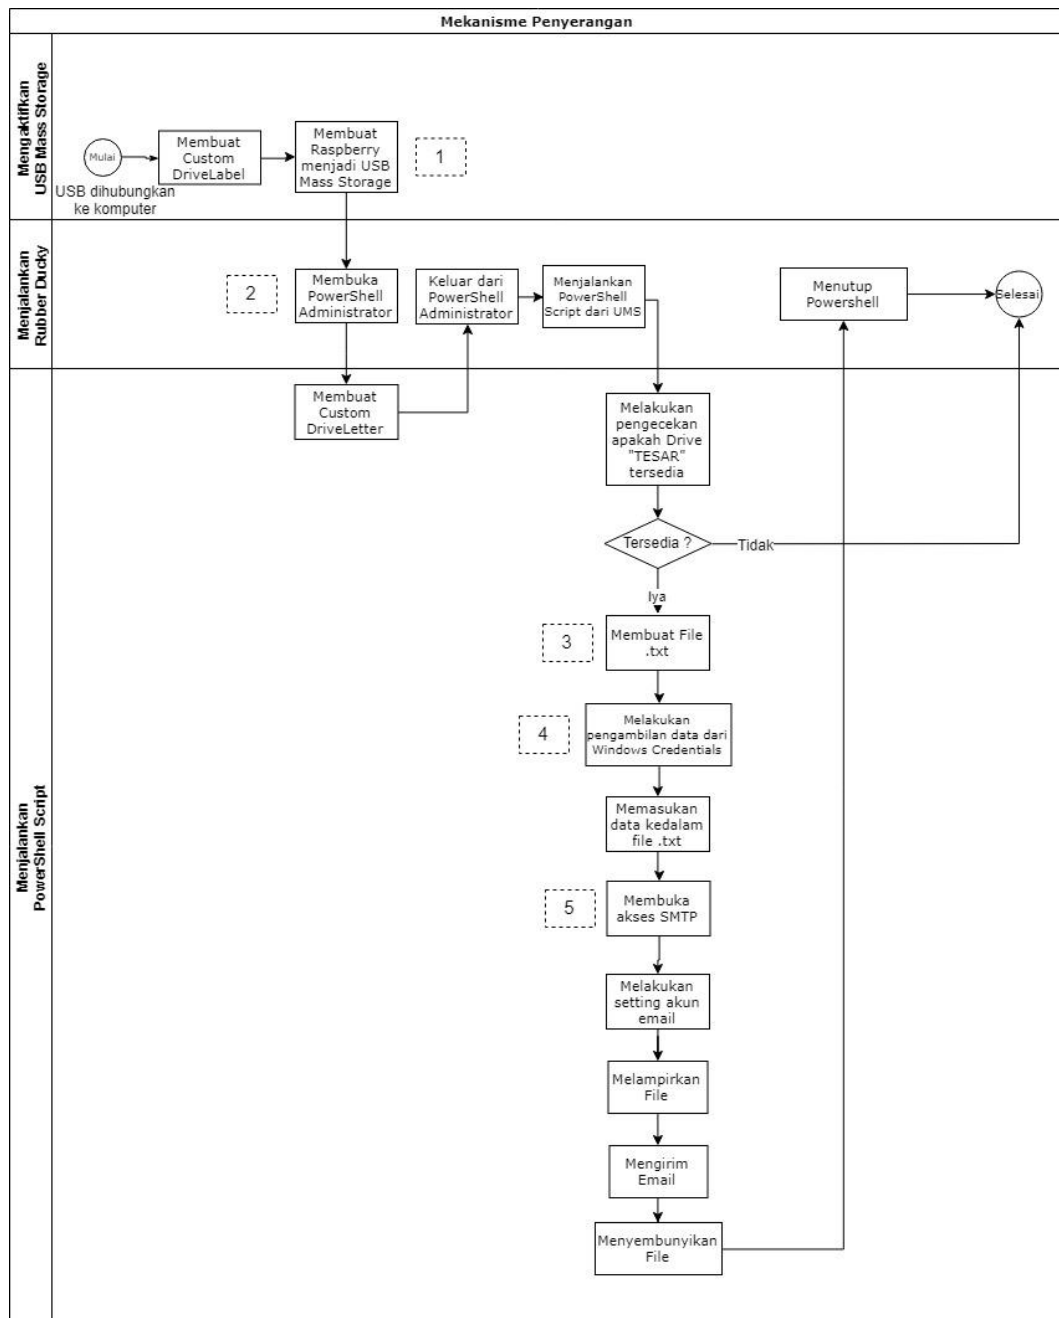 Mekanisme Penyerangan
Mengaktifkan
USB Mass Storage
Mulai
USB dihubungkan
ke komputer
Membuat
Custom
DriveLabel
Membuat
Raspberry
menjadi USB
Mass Storage
1
Menjalankan
Rubber Ducky
2
Membuka
PowerShell
Administrator
Keluar dari
PowerShell
Administrator
Menjalankan
PowerShell
Script dari UMS
Menutup
Powershell
Selesai
Menjalankan
PowerShell Script
Membuat
Custom
DriveLetter
Melakukan
pengecekan
apakah Drive
"TESAR"
tersedia
Tersedia ?
Tidak
Iya
3
Membuat File
.txt
4
Melakukan
pengambilan data dari
Windows Credentials
Memasukan
data kedalam
file .txt
5
Membuka
akses SMTP
Melakukan
setting akun
email
Melampirkan
File
Mengirim
Email
Menyembunyikan
File